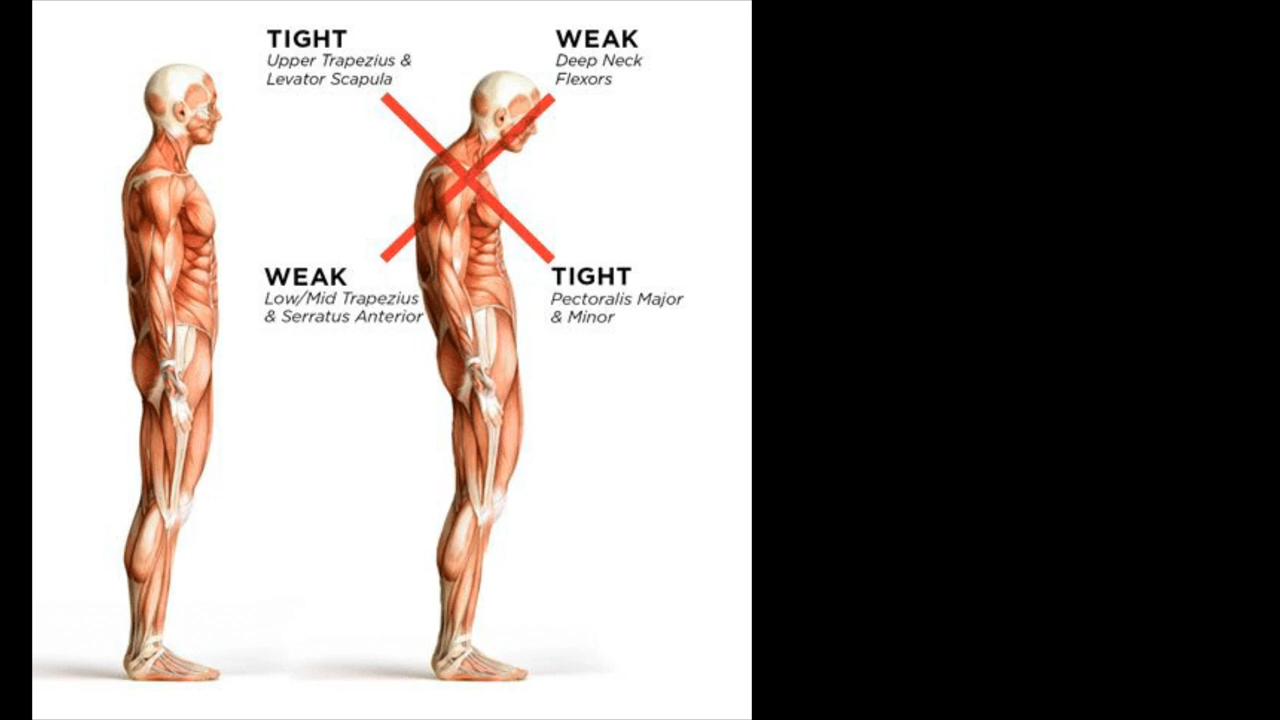 TIGHT
Upper Trapezius &
Levator Scapula
WEAK
Deep Neck
Flexors
WEAK
Low/Mid Trapezius
& Serratus Anterior
TIGHT
Pectoralis Major
& Minor